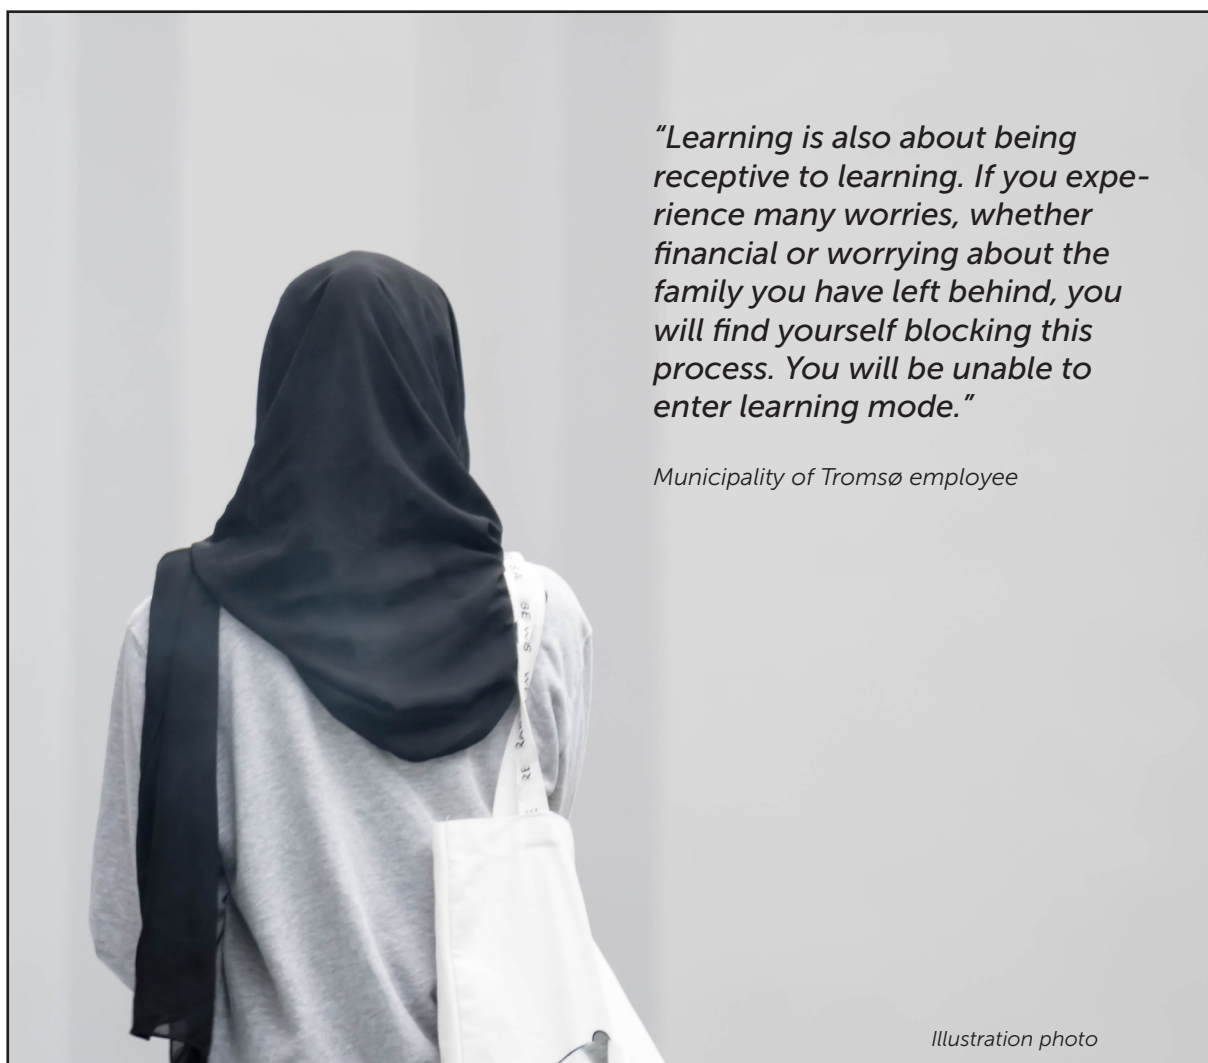 “Learning is also about being
receptive to learning. If you expe-
rience many worries, whether
financial or worrying about the
family you have left behind, you
will find yourself blocking this
process. You will be unable to
enter learning mode.”
Municipality of Tromsø employee
Illustration photo